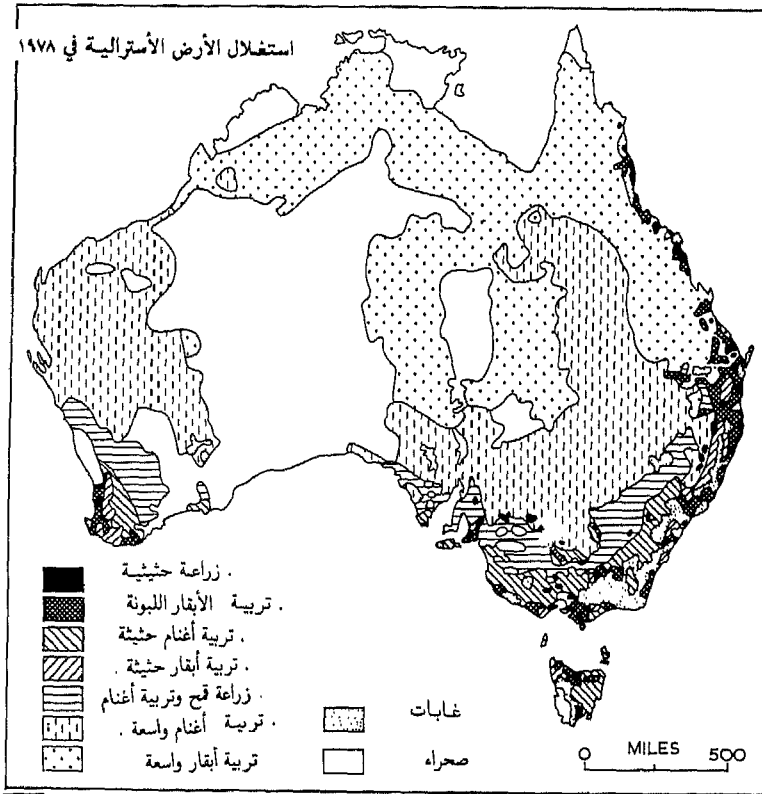 استغلال الأرض الأسترالية في ١٩٧٨
. زراعة حثيثية
. تربية الأبقار اللبونة
. تربية أغنام حثيثة
. تربية أبقار حثيثة
. زراعة قمح وتربية أغنام
. تربية أغنام واسعة
تربية أبقار واسعة
غابات
صحراء
0 MILES 500